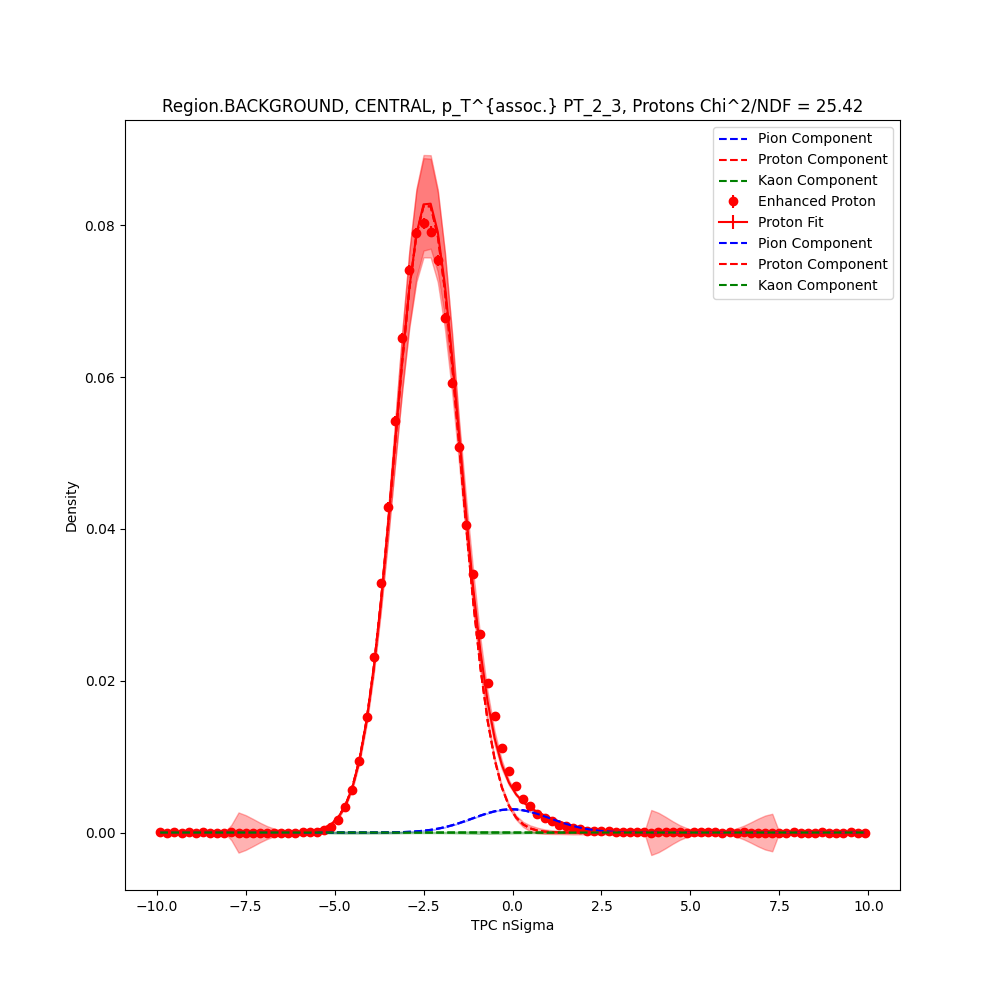 Region.BACKGROUND, CENTRAL, p_T^{assoc.} PT_2_3, Protons Chi^2/NDF = 25.42
Pion Component
Proton Component
Kaon Component
Enhanced Proton
Proton Fit
Pion Component
Proton Component
Kaon Component
Density
0.08
0.06
0.04
0.02
0.00
−10.0 −7.5 −5.0 −2.5 0.0 2.5 5.0 7.5 10.0
TPC nSigma